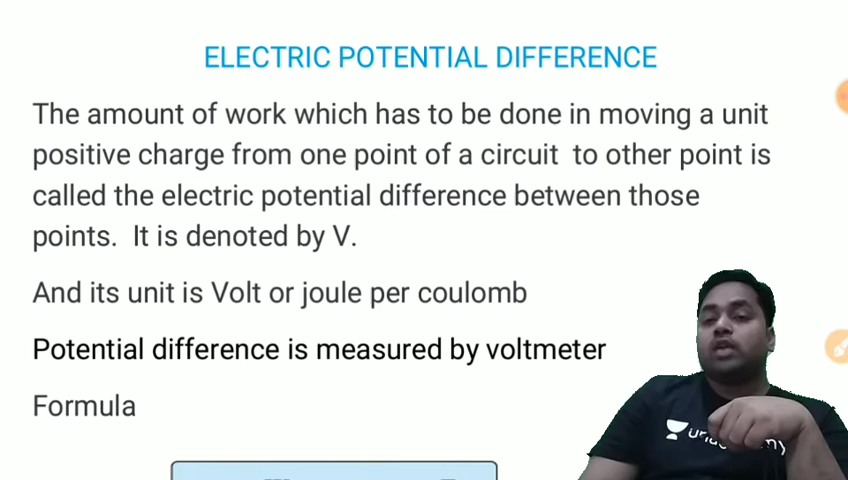 ELECTRIC POTENTIAL DIFFERENCE
The amount of work which has to be done in moving a unit
positive charge from one point of a circuit to other point is
called the electric potential difference between those
points. It is denoted by V.
And its unit is Volt or joule per coulomb
Potential difference is measured by voltmeter
Formula